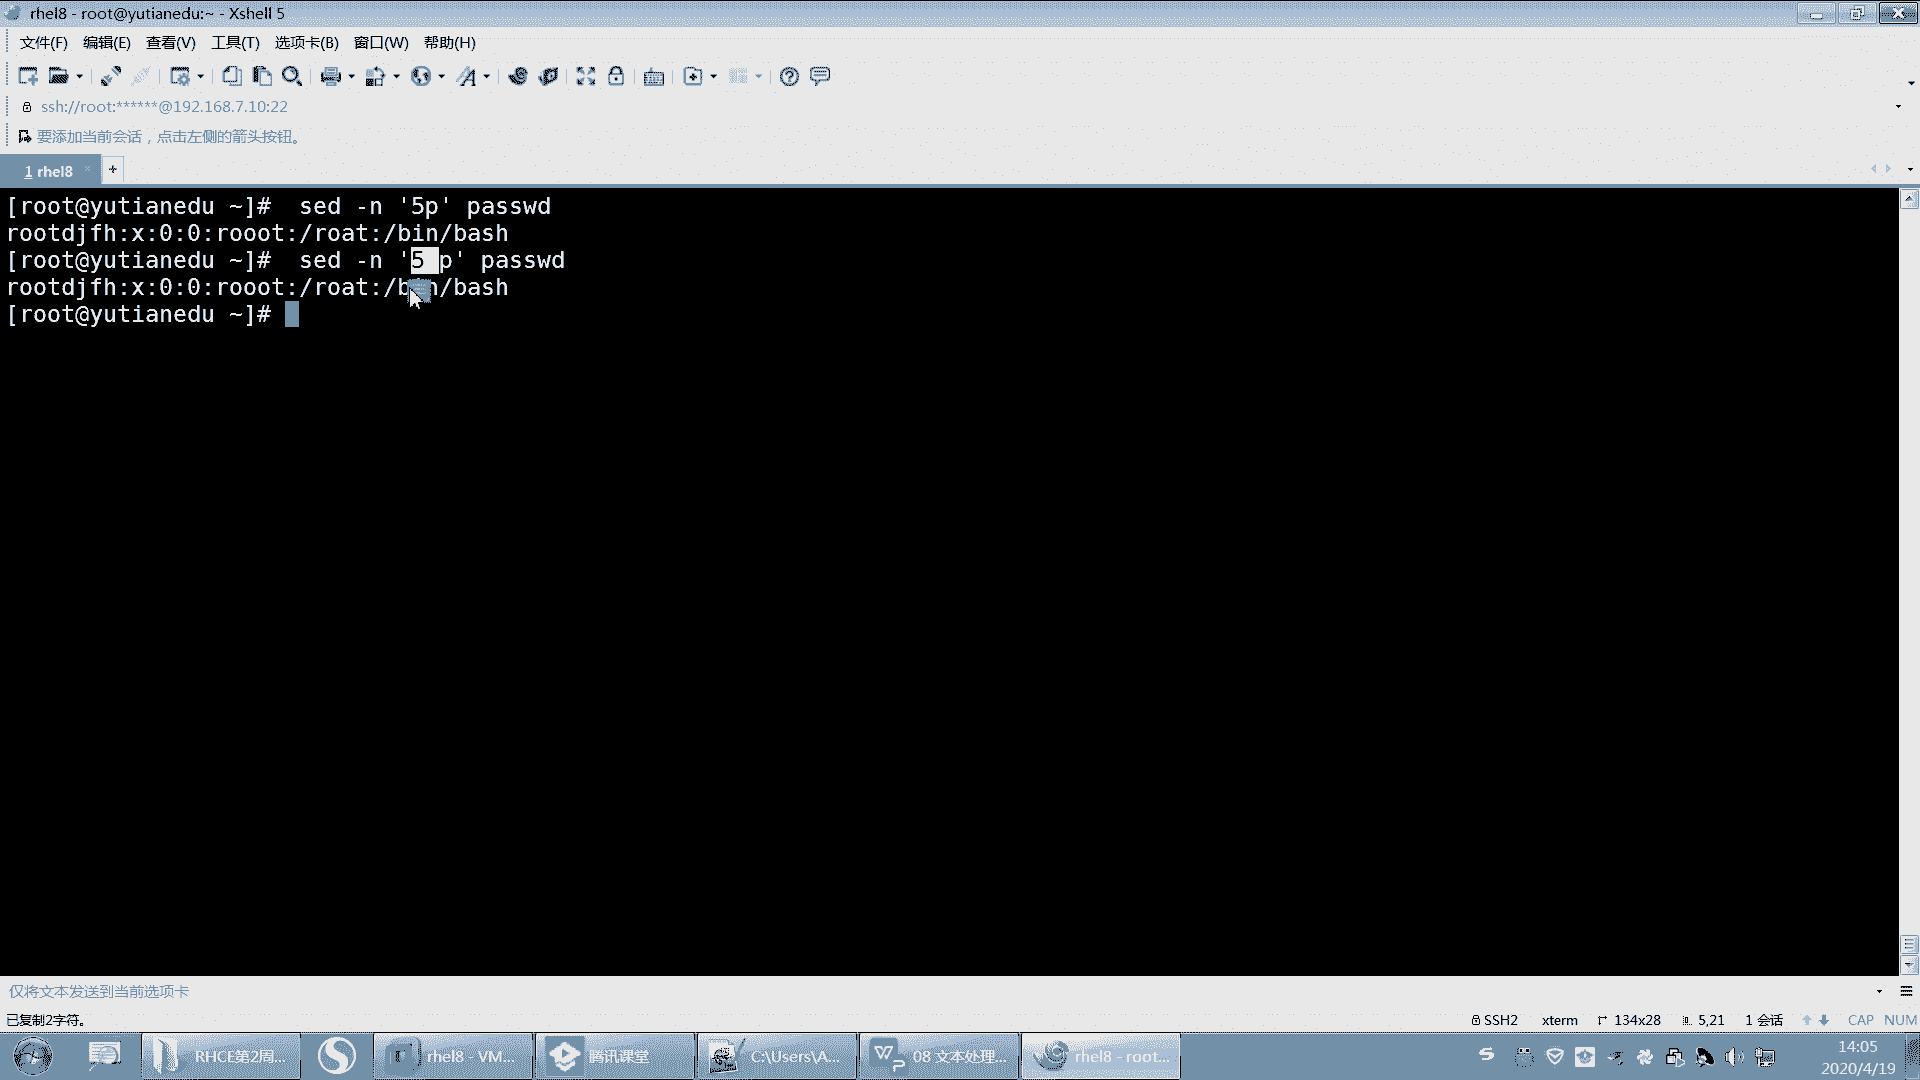 rhel8 - root@yutianedu:~ - Xshell 5
文件(F) 编辑(E) 查看(V) 工具(T) 选项卡(B) 窗口(W) 帮助(H)
ssh://root:******@192.168.7.10:22
要添加当前会话，点击左侧的箭头按钮。
1 rhel8
[root@yutianedu ~]#  sed -n '5p' passwd
rootdjfh:x:0:0:rooot:/roat:/bin/bash
[root@yutianedu ~]#  sed -n '5 p' passwd
rootdjfh:x:0:0:rooot:/roat:/bin/bash
[root@yutianedu ~]#
仅将文本发送到当前选项卡
已复制2字符。 SSH2 xterm 134x28 5,21 1 会话 CAP NUM
RHCE第2周... rhel8 - VM... 腾讯课堂 C:\Users\A... 08 文本处理... rhel8 - root... 14:05
2020/4/19